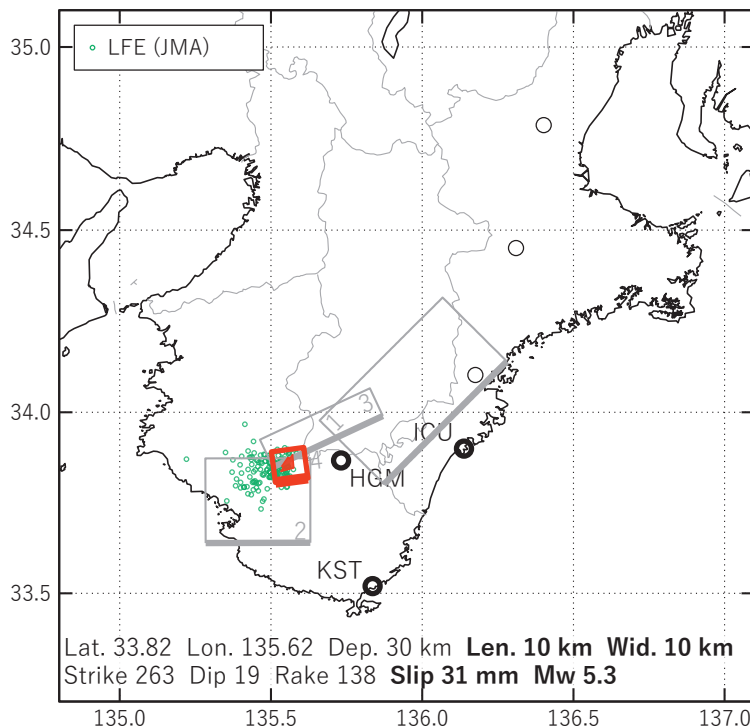 35.0
LFE (JMA)
34.5
34.0
1
3
ICU
4
HGM
2
KST
33.5
Lat. 33.82 Lon. 135.62 Dep. 30 km Len. 10 km Wid. 10 km
Strike 263 Dip 19 Rake 138 Slip 31 mm Mw 5.3
135.0 135.5 136.0 136.5 137.0